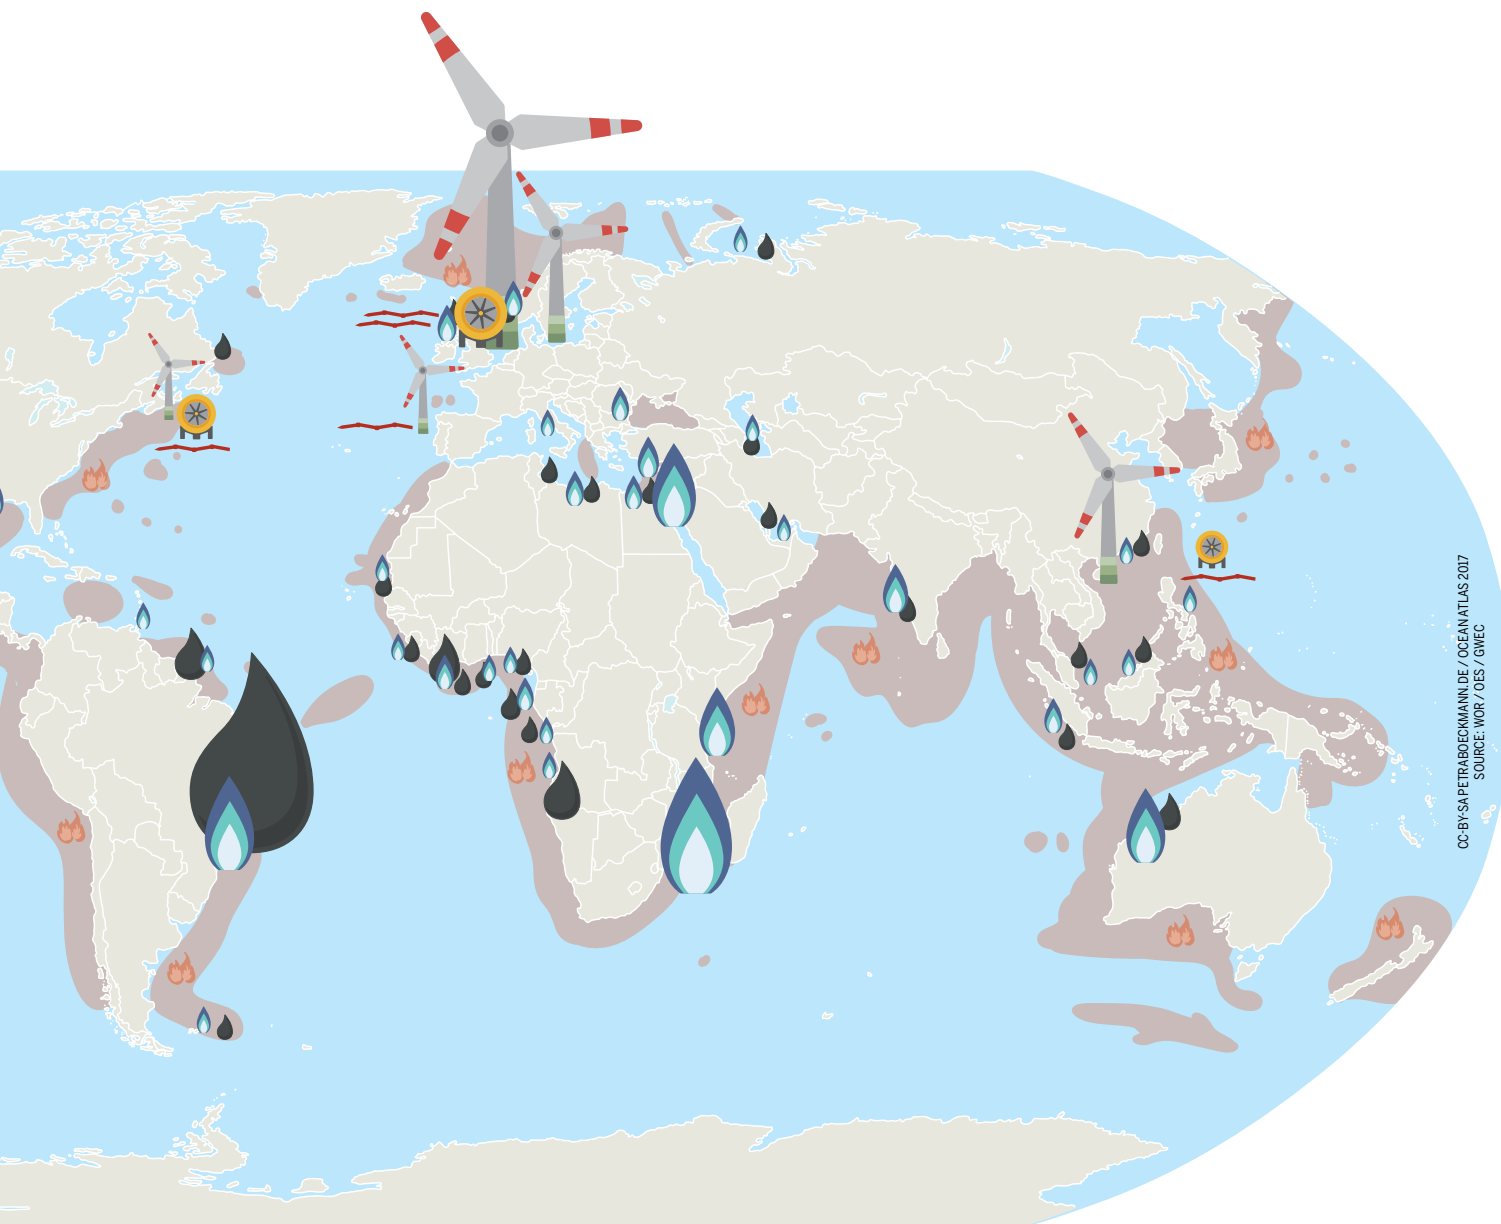 CC-BY-SA PETRABOECKMANN.DE / OCEAN ATLAS 2017
SOURCE: WOR / OES / GWEC